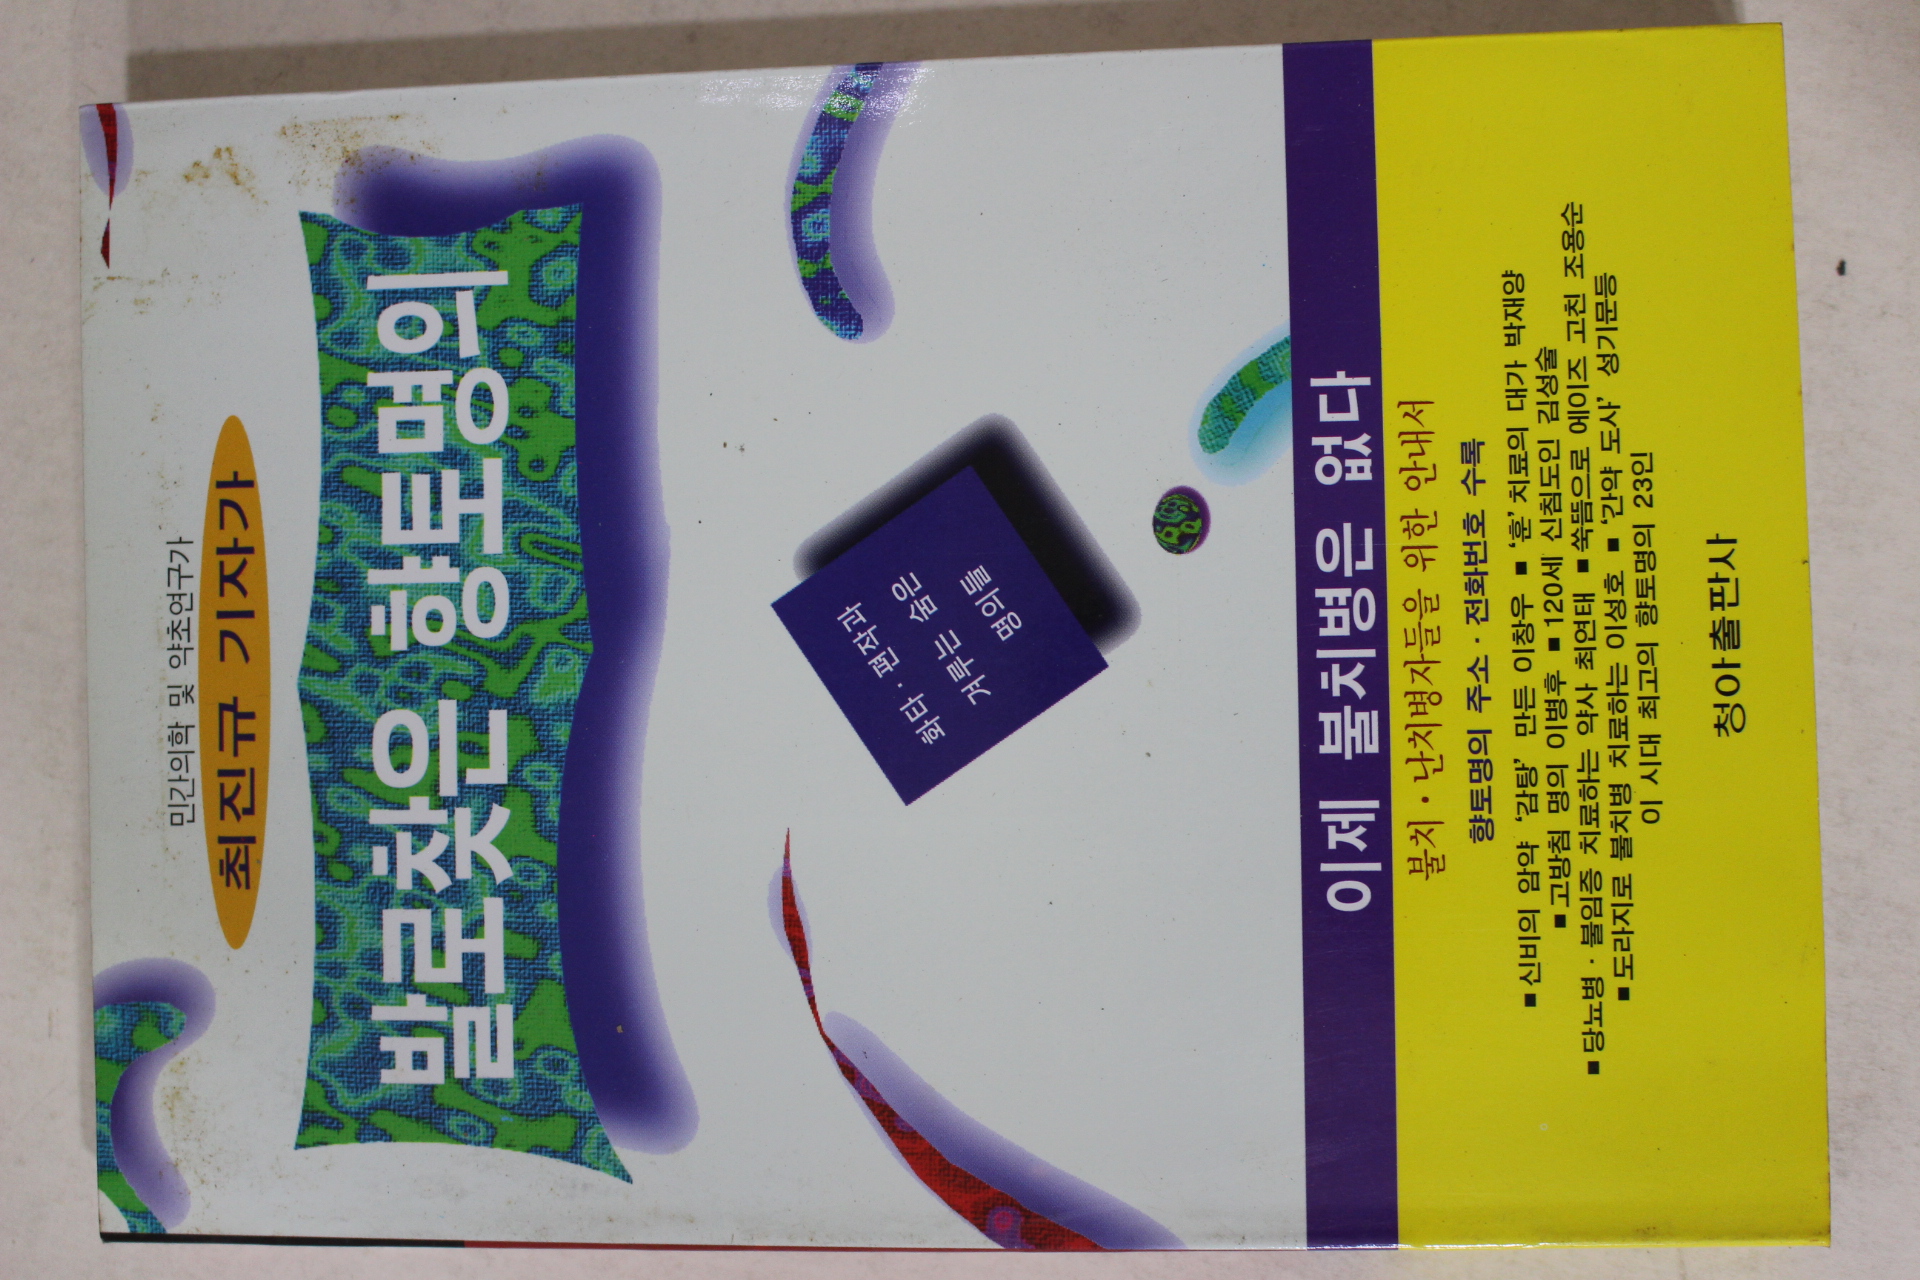 민간의학 및 약초연구가
최진규 기자가
발로찾은 향토명의
화타·편작과
겨루는 숨은
명의들
이제 불치병은 없다
불치·난치병자들을 위한 안내서
향토명의 주소·전화번호 수록
■신비의 암약 '감탕' 만든 이창우 ■'훈' 치료의 대가 박재양
■고방침 명의 이병후 ■120세 신침도인 김성술
■당뇨병·불임증 치료하는 약사 최연태 ■쑥뜸으로 에이즈 고친 조용순
■도라지로 불치병 치료하는 이성호 ■'간약 도사' 성기문등
이 시대 최고의 향토명의 23인
청아출판사